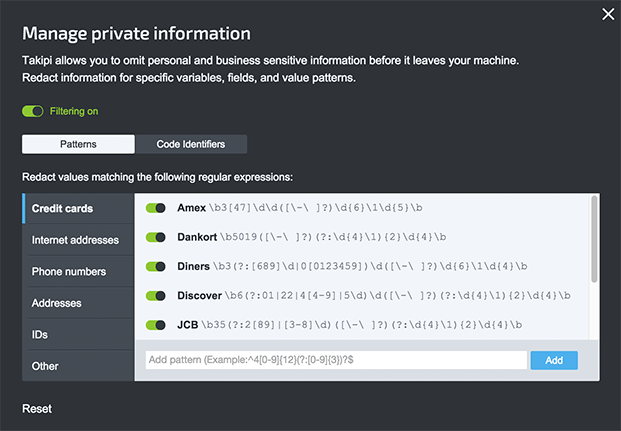 Manage private information
Takipi allows you to omit personal and business sensitive information before it leaves your machine.
Redact information for specific variables, fields, and value patterns.
Filtering on
Patterns
Code Identifiers
Redact values matching the following regular expressions:
Credit cards
Internet addresses
Phone numbers
Addresses
IDs
Other
Amex \b3[47]\d\d([\-\ ]?)\d{6}\1\d{5}\b
Dankort \b5019([\-\ ]?)(?:\d{4}\1){2}\d{4}\b
Diners \b3(?:[689]\d|0[0123459])\d([\-\ ]?)\d{6}\1\d{4}\b
Discover \b6(?:01|22|4[4-9]|5\d)\d([\-\ ]?)(?:\d{4}\1){2}\d{4}\b
JCB \b35(?:2[89]|[3-8]\d)([\-\ ]?)(?:\d{4}\1){2}\d{4}\b
Add pattern (Example:^4[0-9]{12}(?:[0-9]{3})?$
Add
Reset